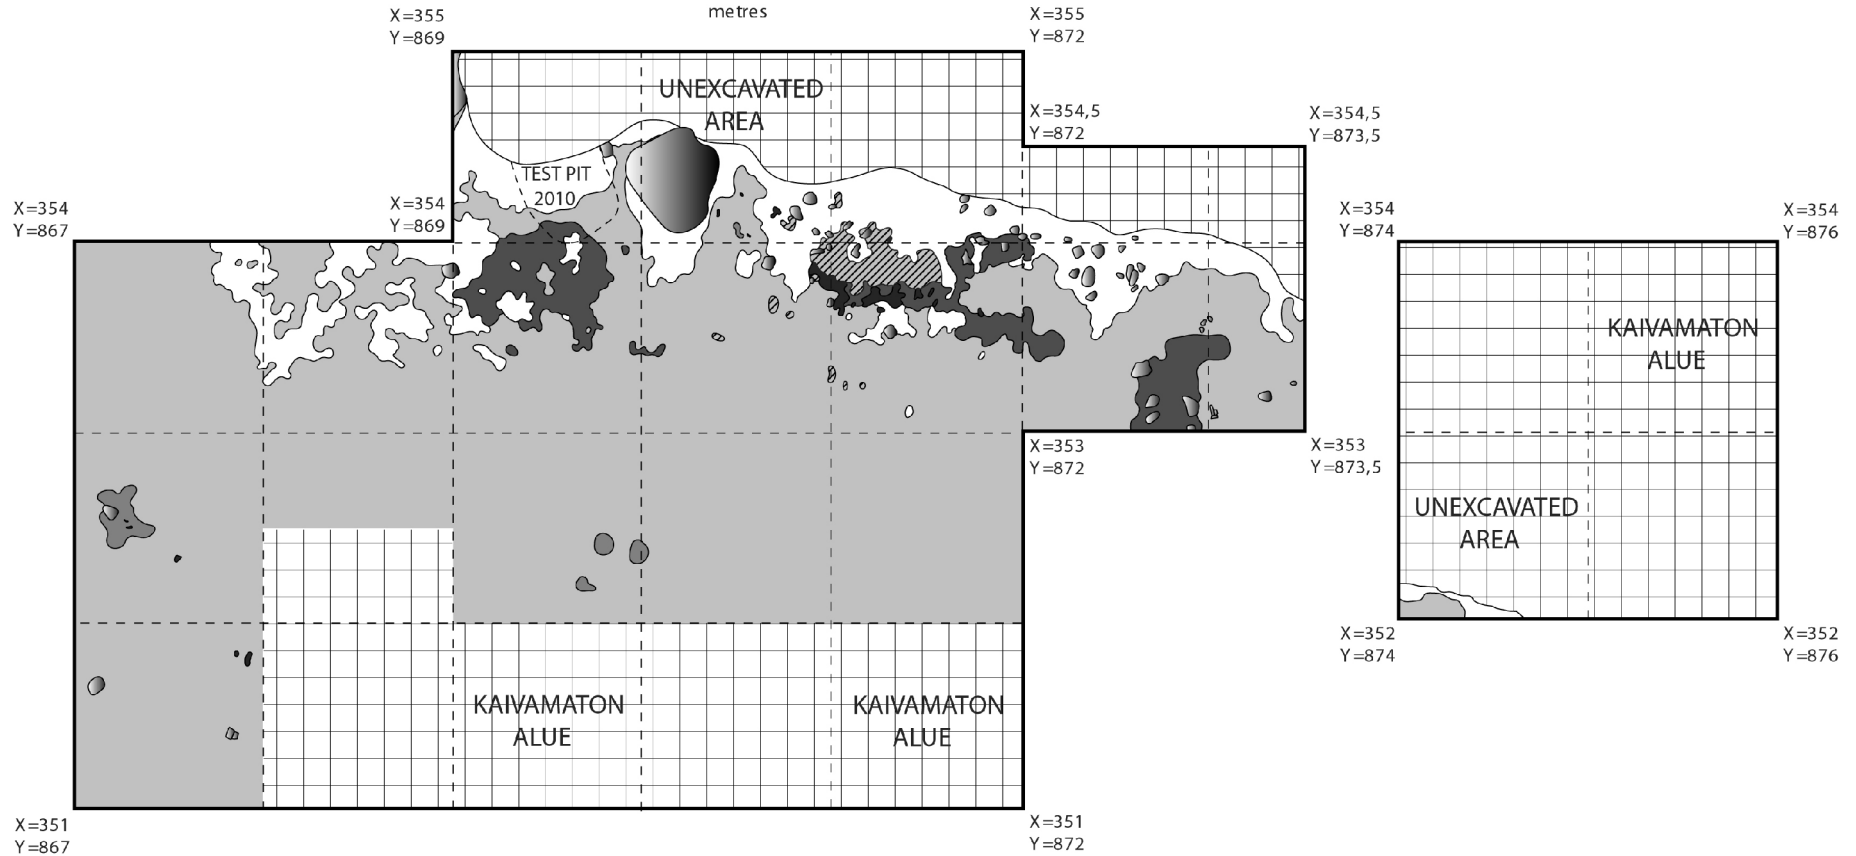 metres
X=355
Y=869
X=355
Y=872
UNEXCAVATED
AREA
X=354,5
Y=872
X=354,5
Y=873,5
TEST PIT
2010
X=354
Y=867
X=354
Y=869
X=354
Y=874
X=354
Y=876
KAIVAMATON
ALUE
X=353
Y=872
X=353
Y=873,5
UNEXCAVATED
AREA
X=352
Y=874
X=352
Y=876
KAIVAMATON
ALUE
KAIVAMATON
ALUE
X=351
Y=867
X=351
Y=872